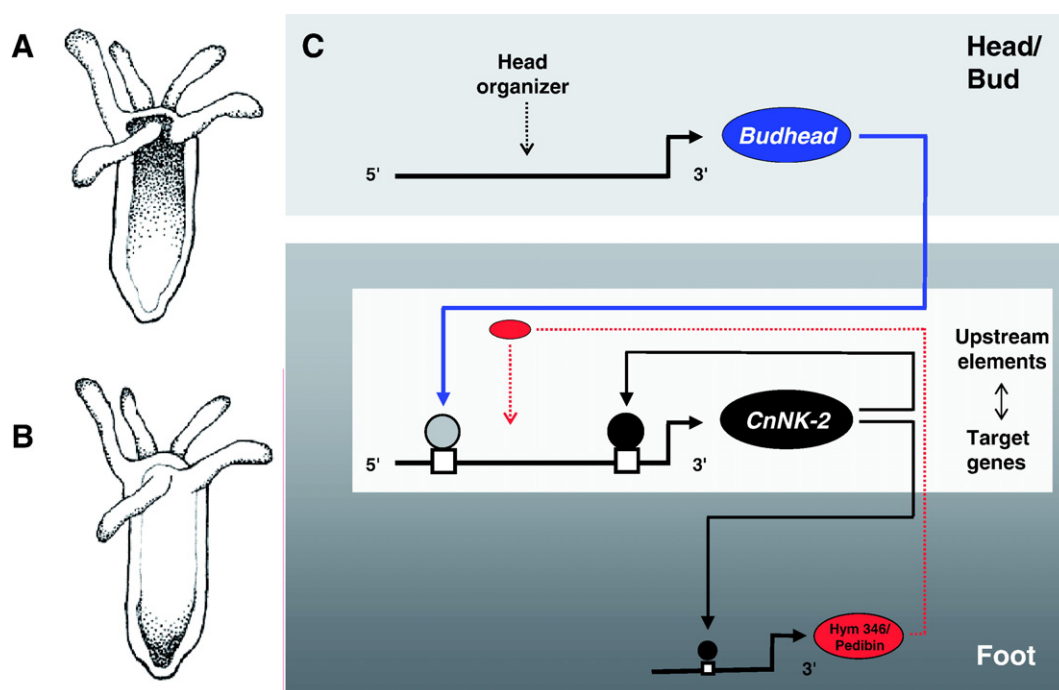 A
B
C
Head/
Bud
Head
organizer
5'
3'
Budhead
Upstream
elements
Target
genes
CnNK-2
5'
3'
Hym 346/
Pedibin
3'
Foot